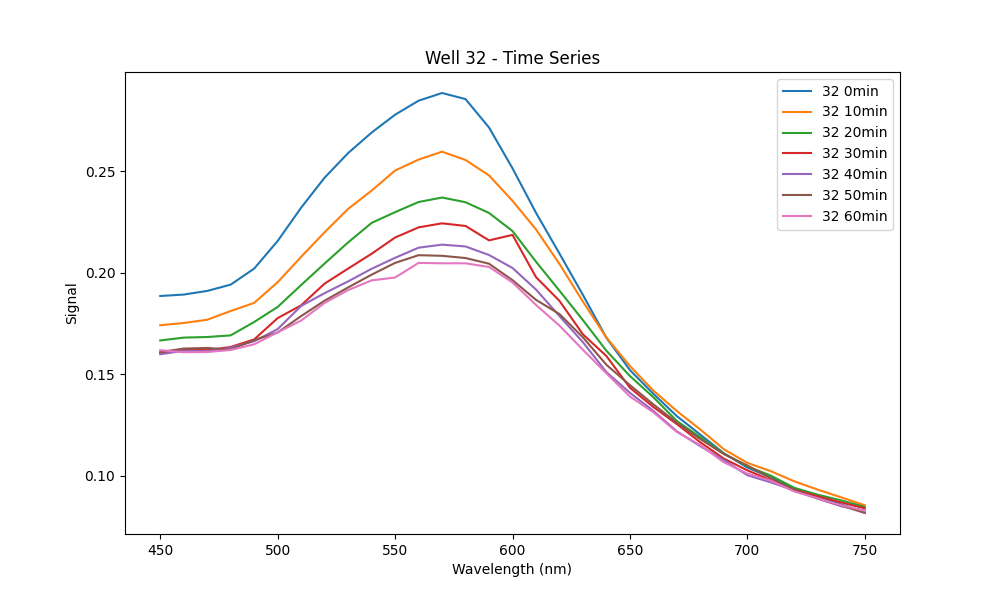 Well 32 - Time Series
Signal
0.25
0.20
0.15
0.10
32 0min
32 10min
32 20min
32 30min
32 40min
32 50min
32 60min
450 500 550 600 650 700 750
Wavelength (nm)